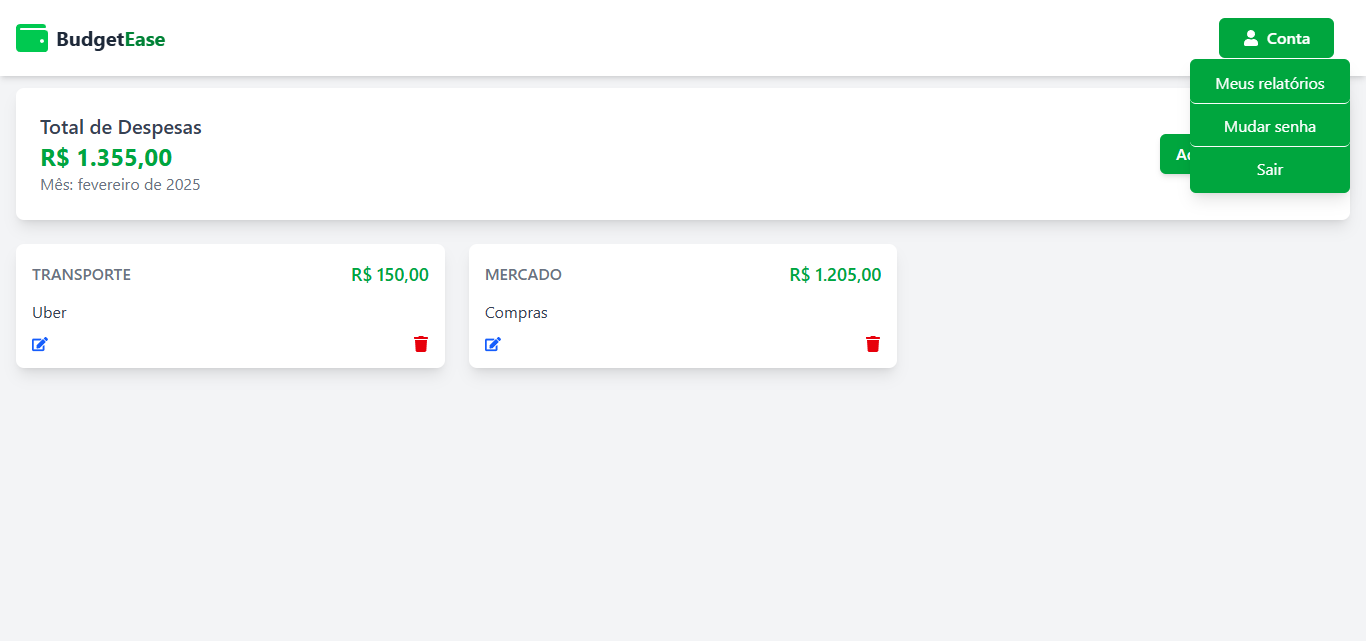 BudgetEase
Conta
Meus relatórios
Mudar senha
Sair
Total de Despesas
R$ 1.355,00
Mês: fevereiro de 2025
TRANSPORTE
R$ 150,00
Uber
MERCADO
R$ 1.205,00
Compras